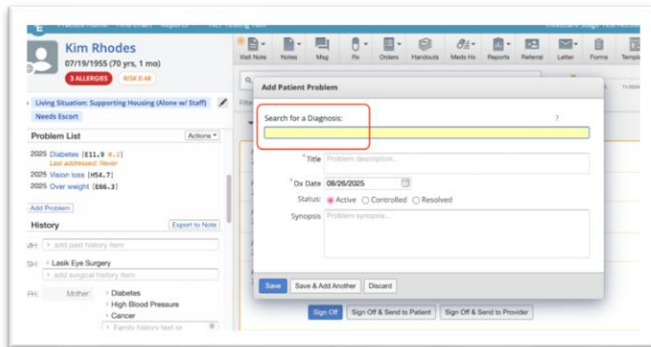 Kim Rhodes
07/19/1955 (70 yrs, 1 mo)
3 ALLERGIES RISK 0.48
Living Situation: Supporting Housing (Alone w/ Staff)
Needs Escort
Problem List Actions
2025 Diabetes [E11.9
Last addressed: Never
2025 Vision loss [H54.7]
2025 Over weight [E66.3]
Add Problem
History Export to Note
add past history item
SH: Lasik Eye Surgery
add surgical history item
FH: Mother: Diabetes
High Blood Pressure
Cancer
Family history text or
Visit Note Notes Msg Rx Orders Handouts Meds Hx Reports Referral Letter Forms
Add Patient Problem
Search for a Diagnosis: ?
*Title Problem description...
*Dx Date 08/26/2025
Status: Active Controlled Resolved
Synopsis Problem synopsis...
Save Save & Add Another Discard
Sign Off Sign Off & Send to Patient Sign Off & Send to Provider